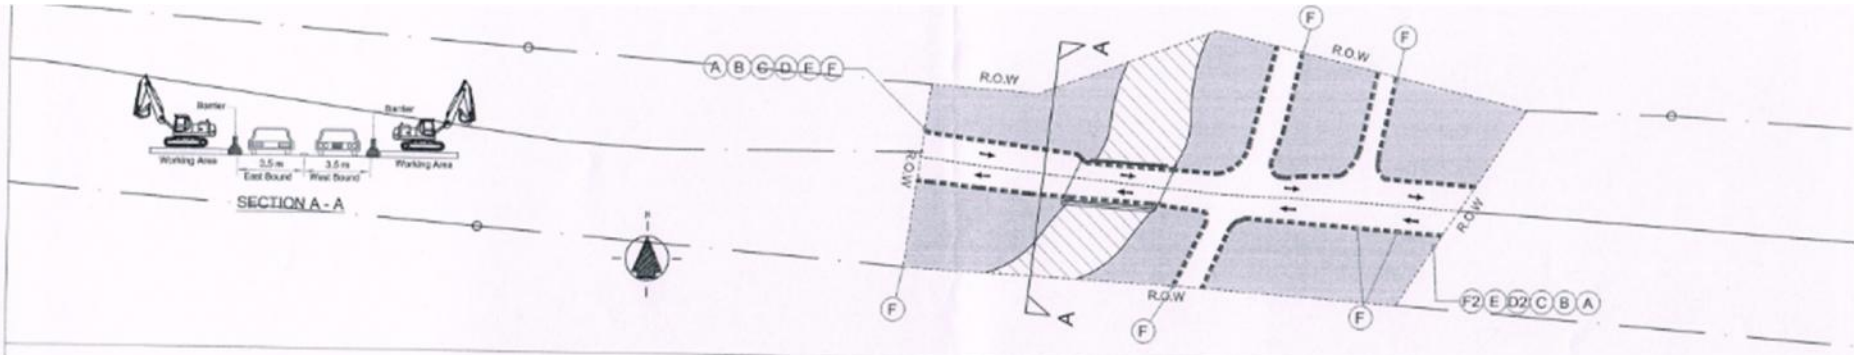 F
F
A B C D E F
A
R.O.W
R.O.W
Barrier
Barrier
Working Area
3.5 m
3.5 m
Working Area
East Bound
West Bound
R.O.W
SECTION A - A
R.O.W
R.O.W
F
A
F
F
F2 E D2 C B A